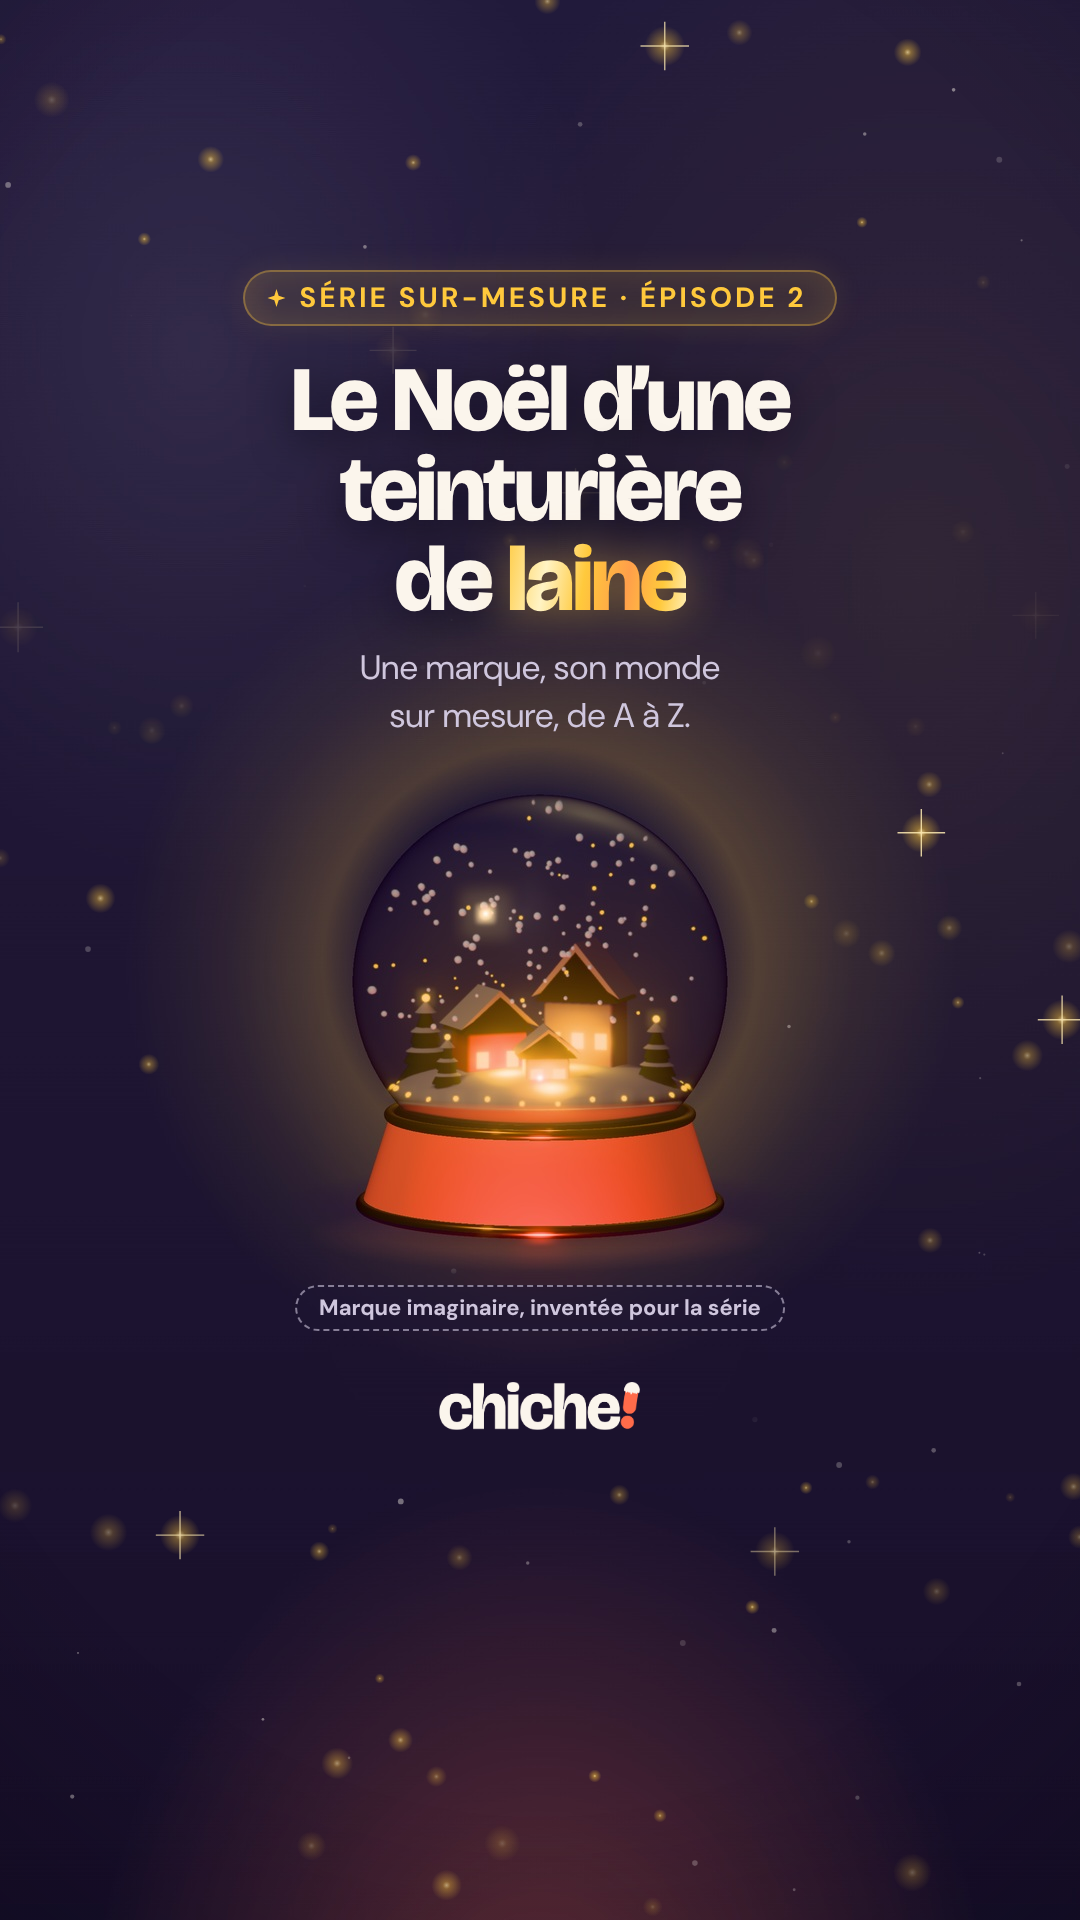 ✦ SÉRIE SUR-MESURE · ÉPISODE 2
Le Noël d’une
teinturière
de laine
Une marque, son monde
sur mesure, de A à Z.
Marque imaginaire, inventée pour la série
chiche!